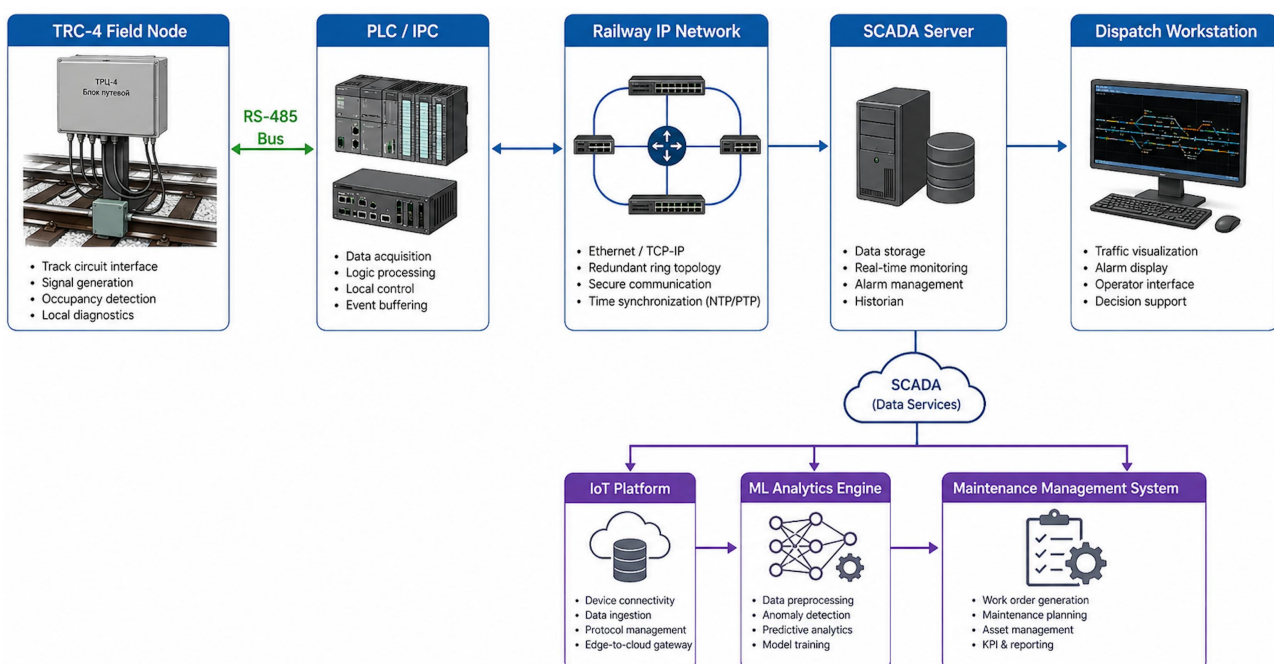 TRC-4 Field Node
ТРЦ-4
Блок путевой
• Track circuit interface
• Signal generation
• Occupancy detection
• Local diagnostics
RS-485
Bus
PLC / IPC
• Data acquisition
• Logic processing
• Local control
• Event buffering
Railway IP Network
• Ethernet / TCP-IP
• Redundant ring topology
• Secure communication
• Time synchronization (NTP/PTP)
SCADA Server
• Data storage
• Real-time monitoring
• Alarm management
• Historian
Dispatch Workstation
• Traffic visualization
• Alarm display
• Operator interface
• Decision support
SCADA
(Data Services)
IoT Platform
• Device connectivity
• Data ingestion
• Protocol management
• Edge-to-cloud gateway
ML Analytics Engine
• Data preprocessing
• Anomaly detection
• Predictive analytics
• Model training
Maintenance Management System
• Work order generation
• Maintenance planning
• Asset management
• KPI & reporting